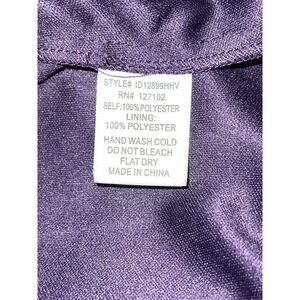 STYLE# ID12899HHV
RN# 127102
SELF:100%POLYESTER
LINING:
100% POLYESTER
HAND WASH COLD
DO NOT BLEACH
FLAT DRY
MADE IN CHINA